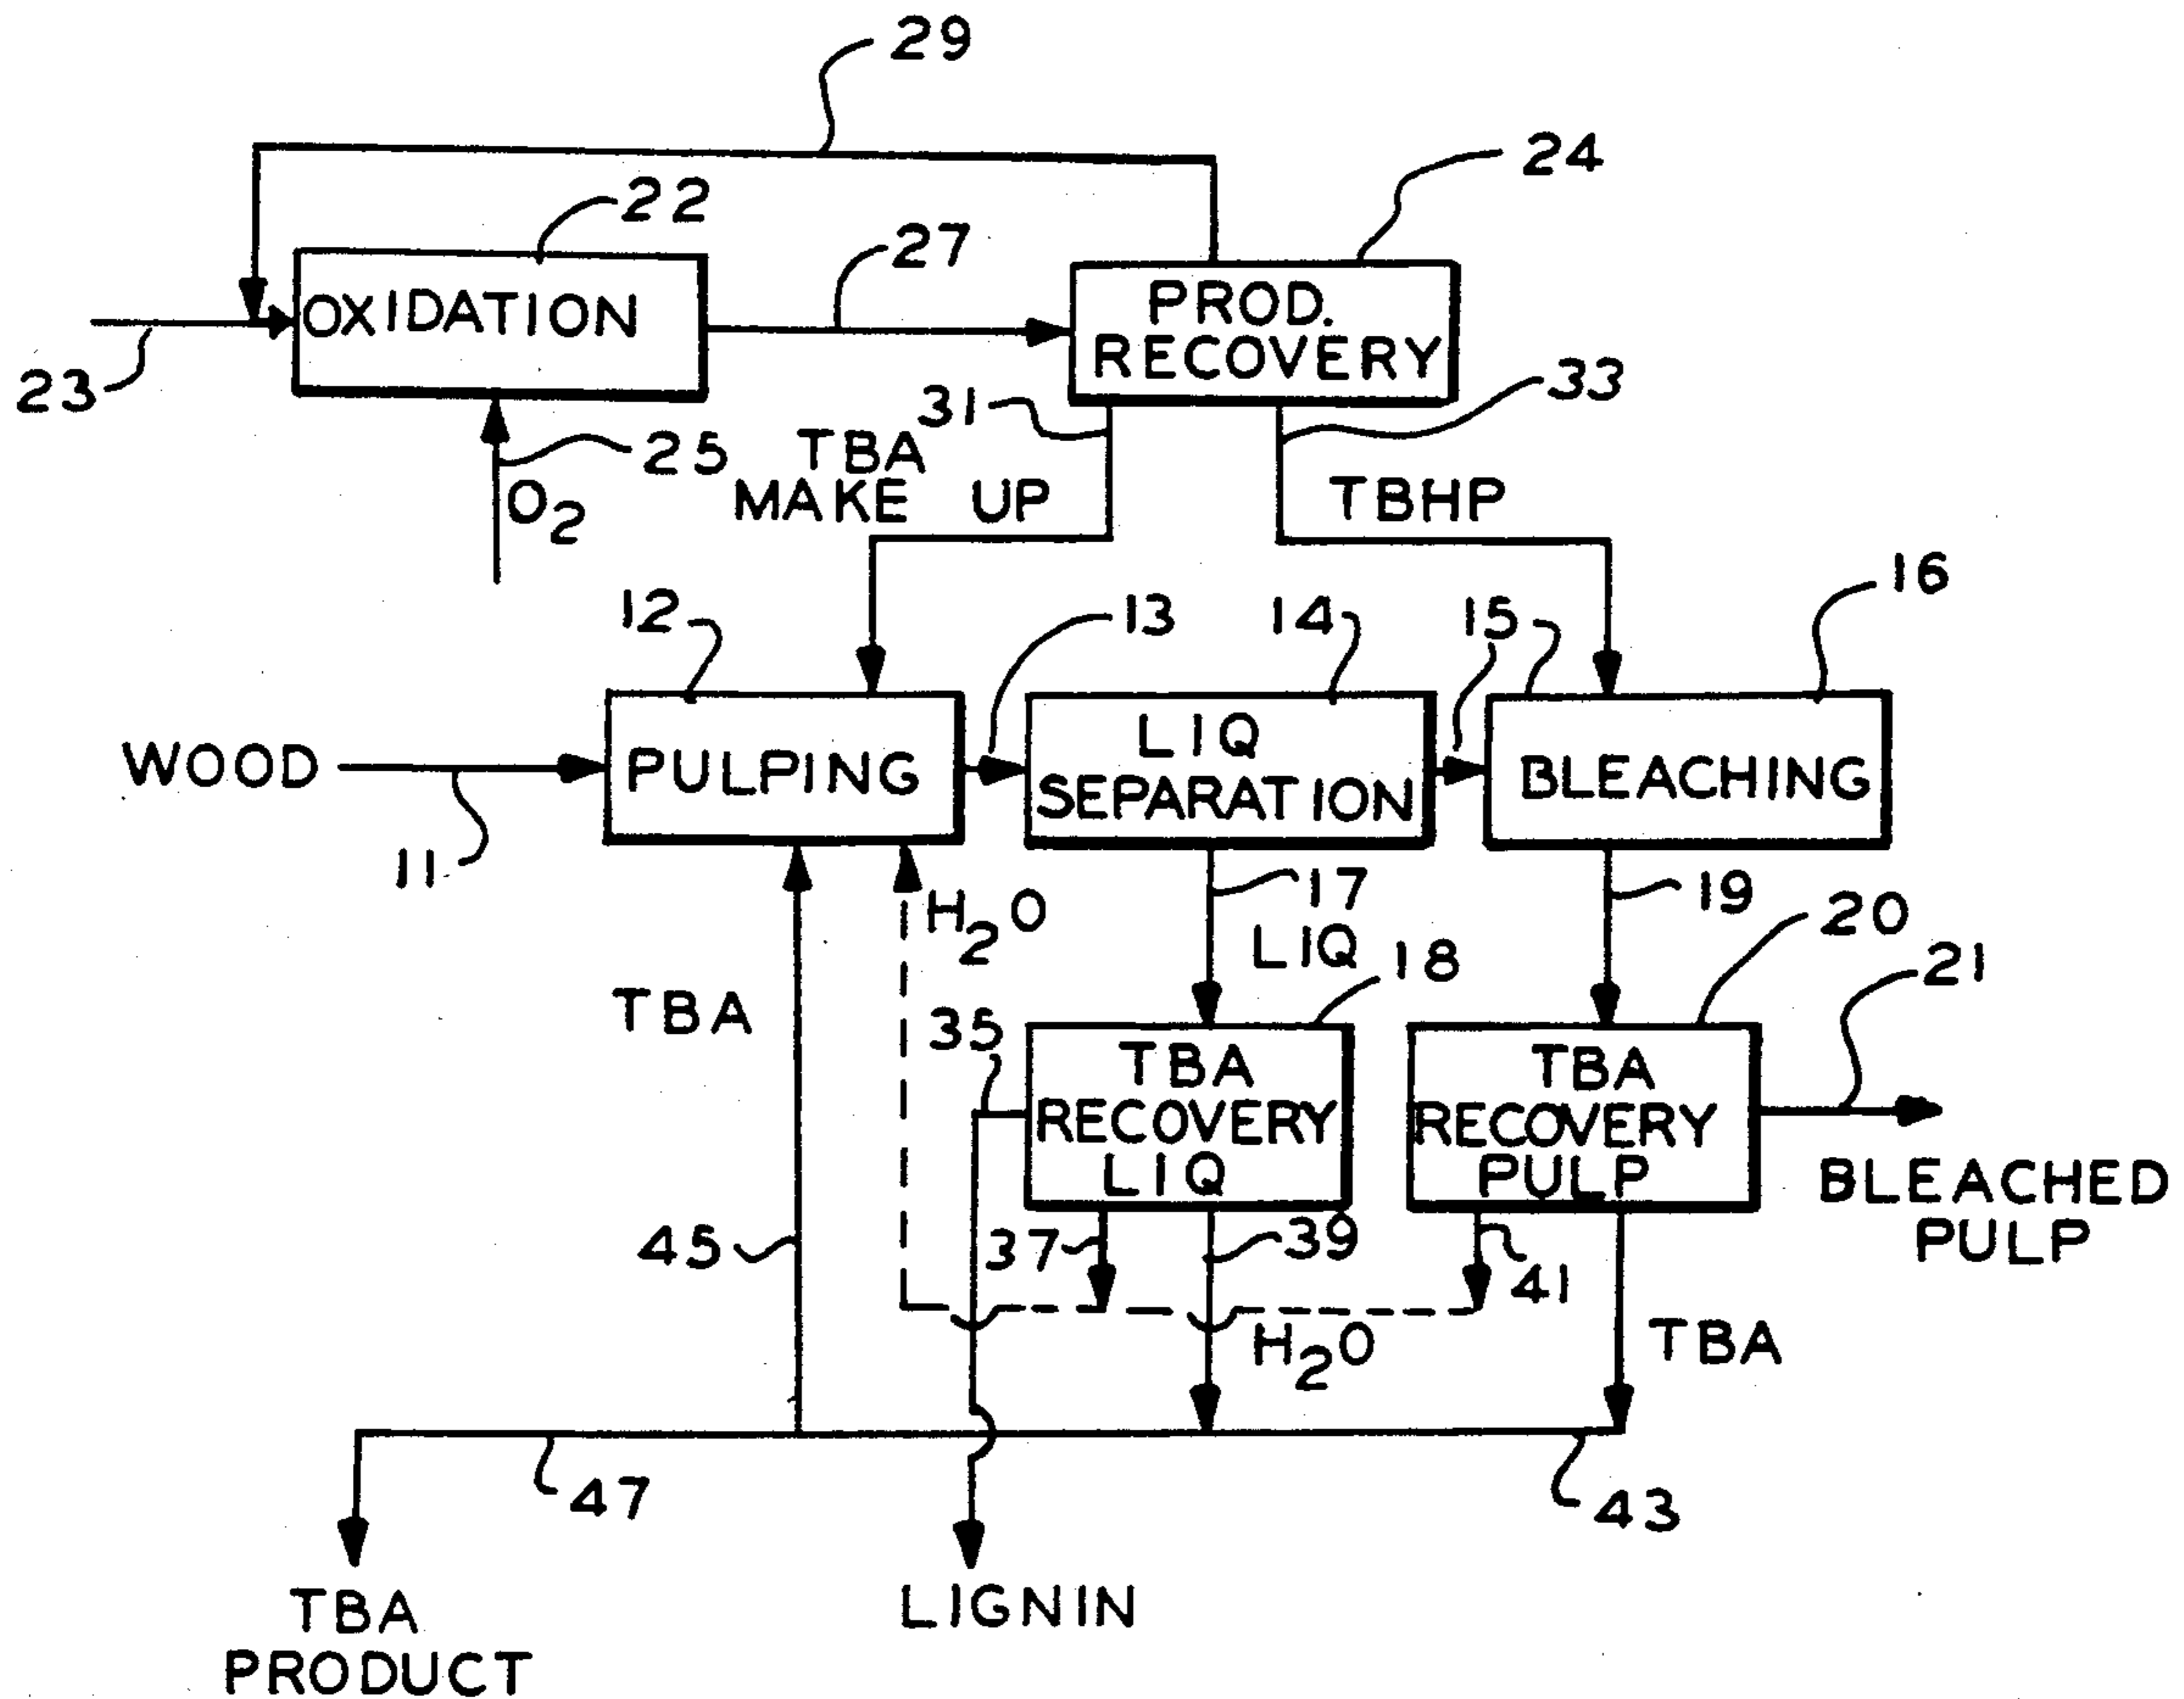 29
24
22
27
OXIDATION
PROD.
RECOVERY
23
31
33
25
TBA
MAKE UP
O2
TBHP
12
13
14
15
16
WOOD
PULPING
LIQ
SEPARATION
BLEACHING
11
H2O
17
LIQ
18
19
20
21
TBA
35
TBA
RECOVERY
LIQ
TBA
RECOVERY
PULP
BLEACHED
PULP
45
37
39
41
H2O
TBA
47
43
TBA
PRODUCT
LIGNIN